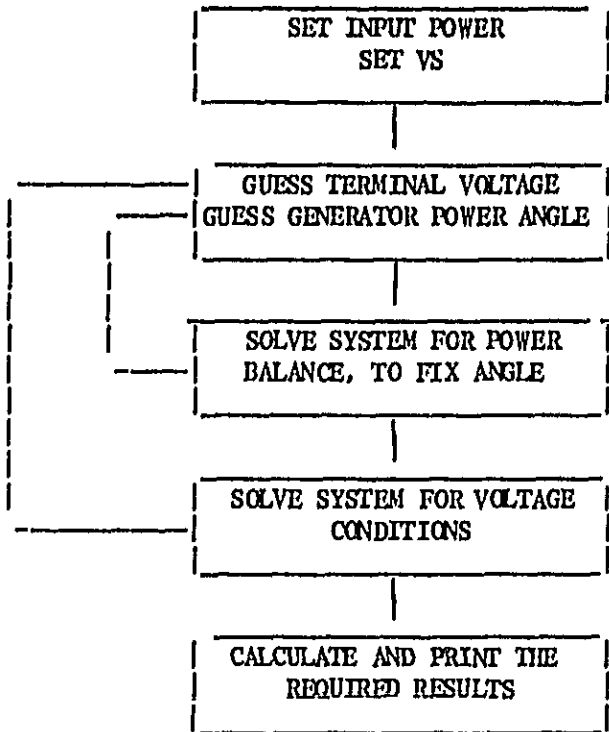 SET INPUT POWER
SET VS
GUESS TERMINAL VOLTAGE
GUESS GENERATOR POWER ANGLE
SOLVE SYSTEM FOR POWER
BALANCE, TO FIX ANGLE
SOLVE SYSTEM FOR VOLTAGE
CONDITIONS
CALCULATE AND PRINT THE
REQUIRED RESULTS